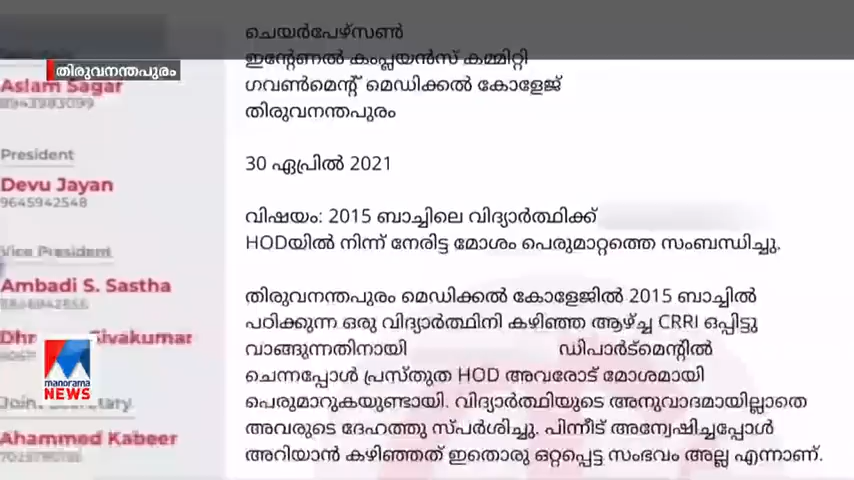 തിരുവനന്തപുരം
Aslam Sagar
8943983099
President
Devu Jayan
9645942548
Vice President
Ambadi S. Sastha
Sivakumar
manorama
NEWS
Ahammed Kabeer
ചെയർപേഴ്സൺ
ഇന്റേണൽ കംപ്ലയൻസ് കമ്മിറ്റി
ഗവൺമെന്റ് മെഡിക്കൽ കോളേജ്
തിരുവനന്തപുരം
30 ഏപ്രിൽ 2021
വിഷയം: 2015 ബാച്ചിലെ വിദ്യാർത്ഥിക്ക്
HODയിൽ നിന്ന് നേരിട്ട മോശം പെരുമാറ്റത്തെ സംബന്ധിച്ചു.
തിരുവനന്തപുരം മെഡിക്കൽ കോളേജിൽ 2015 ബാച്ചിൽ
പഠിക്കുന്ന ഒരു വിദ്യാർത്ഥിനി കഴിഞ്ഞ ആഴ്ച്ച CRRI ഒപ്പിട്ടു
വാങ്ങുന്നതിനായി ഡിപാർട്മെന്റിൽ
ചെന്നപ്പോൾ പ്രസ്തുത HOD അവരോട് മോശമായി
പെരുമാറുകയുണ്ടായി. വിദ്യാർത്ഥിയുടെ അനുവാദമായില്ലാതെ
അവരുടെ ദേഹത്തു സ്പർശിച്ചു. പിന്നീട് അന്വേഷിച്ചപ്പോൾ
അറിയാൻ കഴിഞ്ഞത് ഇതൊരു ഒറ്റപ്പെട്ട സംഭവം അല്ല എന്നാണ്.